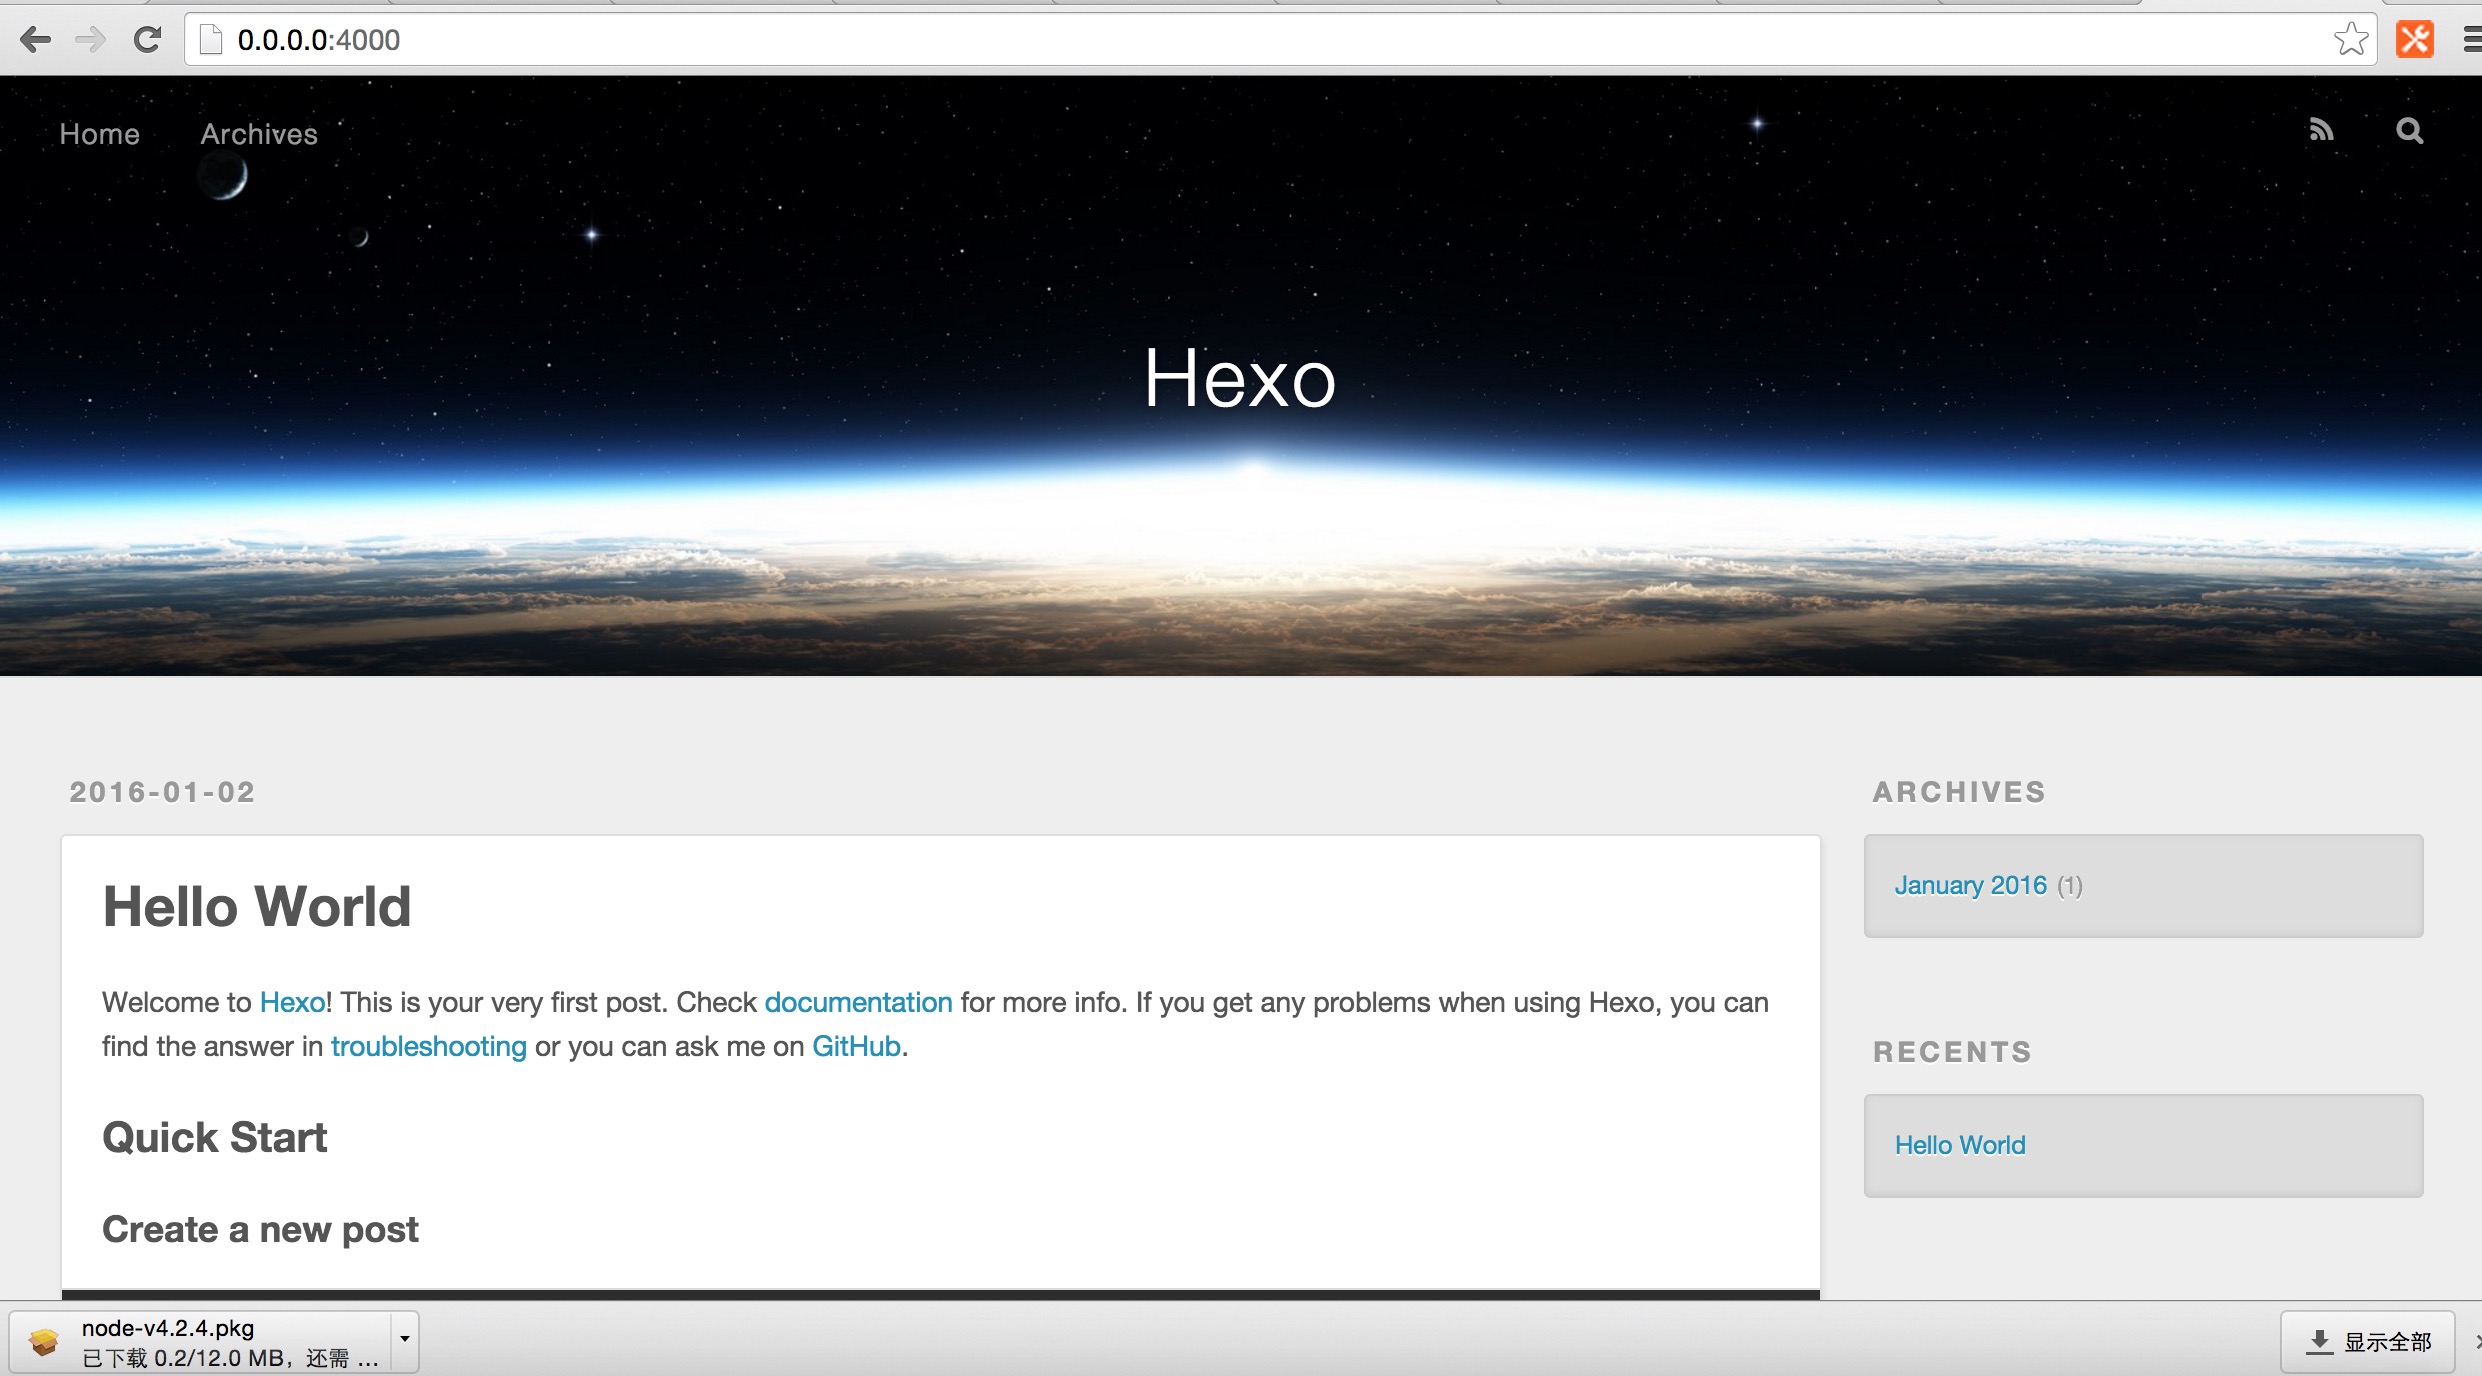 0.0.0.0:4000
Home
Archives
Hexo
2016-01-02
Hello World
Welcome to Hexo! This is your very first post. Check documentation for more info. If you get any problems when using Hexo, you can
find the answer in troubleshooting or you can ask me on GitHub.
Quick Start
Create a new post
ARCHIVES
January 2016 (1)
RECENTS
Hello World
node-v4.2.4.pkg
已下载 0.2/12.0 MB，还需 ...
显示全部